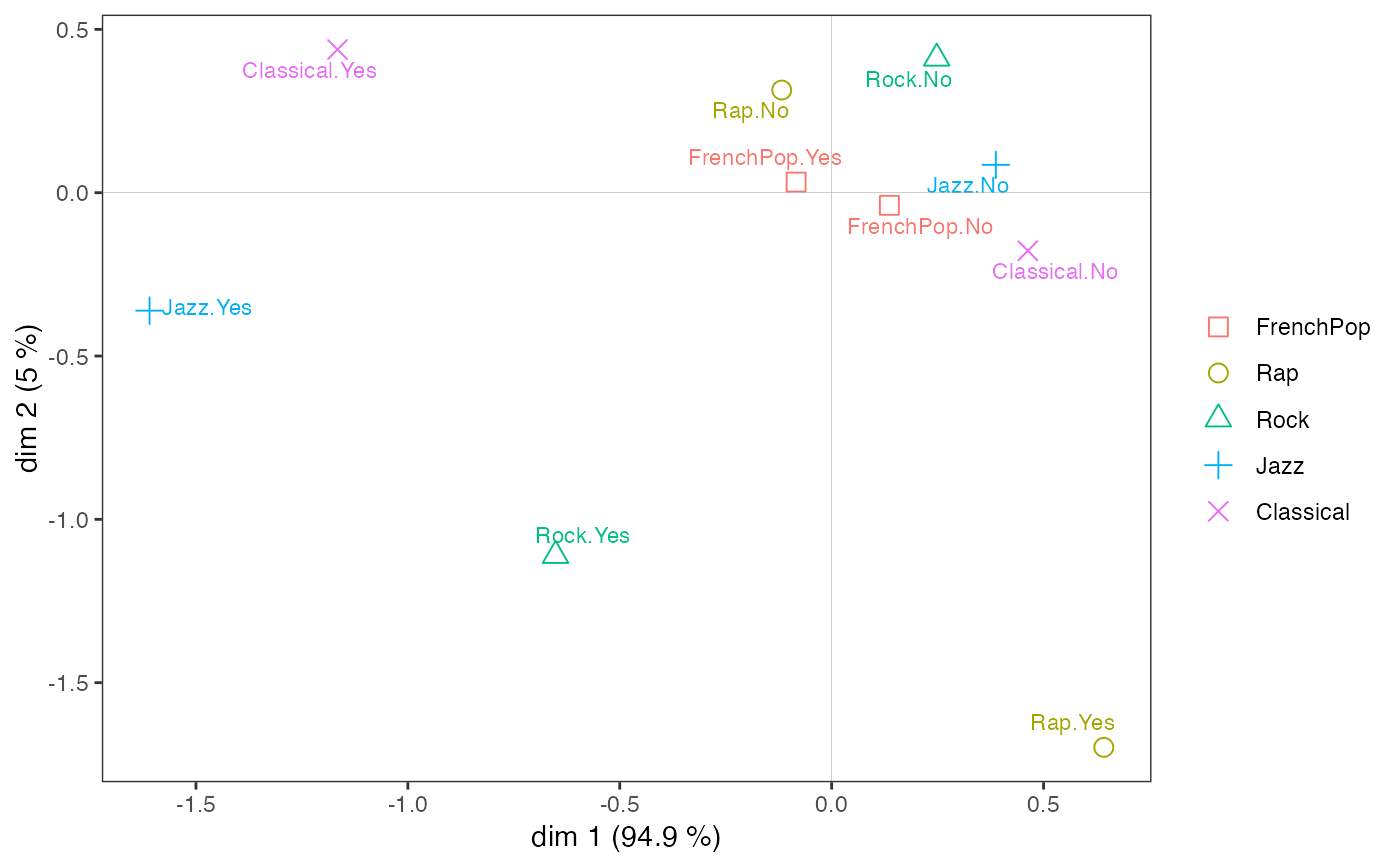 0.5
0.0
-0.5
-1.0
-1.5
dim 2 (5 %)
Classical.Yes
Rock.No
Rap.No
FrenchPop.Yes
Jazz.No
FrenchPop.No
Classical.No
Jazz.Yes
Rock.Yes
Rap.Yes
-1.5
-1.0
-0.5
0.0
0.5
dim 1 (94.9 %)
FrenchPop
Rap
Rock
Jazz
Classical